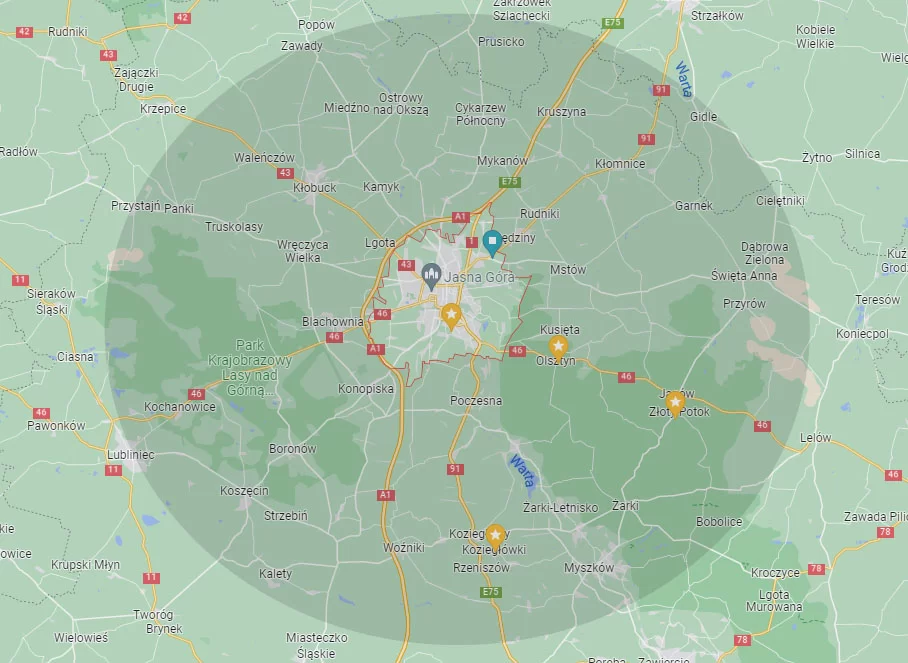 Zakrzówek
Szlachecki
Strzałków
42
42
Rudniki
Popów
E75
Kobiele
Wielkie
Zawady
Prusicko
43
Zajączki
Drugie
Warta
91
Krzepice
Miedźno
Ostrowy
nad Okszą
Cykarzew
Północny
Kruszyna
Gidle
91
Radłów
Waleńczów
43
Mykanów
Kłomnice
Żytno
Silnica
Kłobuck
Kamyk
E75
Przystajń
Panki
Garnek
Cielętniki
A1
Rudniki
Truskolasy
Wręczyca
Wielka
Lgota
1
ędziny
Dąbrowa
Zielona
43
Jasna Góra
Mstów
Święta Anna
11
Sieraków
Śląski
46
Przyrów
Teresów
Blachownia
46
Kusięta
Koniecpol
Park
Krajobrazowy
Lasy nad
Górną...
A1
46
Olsztyn
Ciasna
46
Konopiska
46
Janów
Złoty Potok
Kochanowice
Poczesna
46
Pawonków
46
Lelów
Boronów
Lubliniec
11
91
Warta
46
Koszęcin
A1
Żarki-Letnisko
Żarki
Strzebiń
Bobolice
Zawada Pilic
78
Woźniki
Koziegłówki
Rzeniszów
Myszków
Krupski Młyn
Kalety
11
E75
Kroczyce
78
Lgota
Murowana
Tworóg
Brynek
Wielowieś
Miasteczko
Śląskie
78
Poręba
Zawiercie